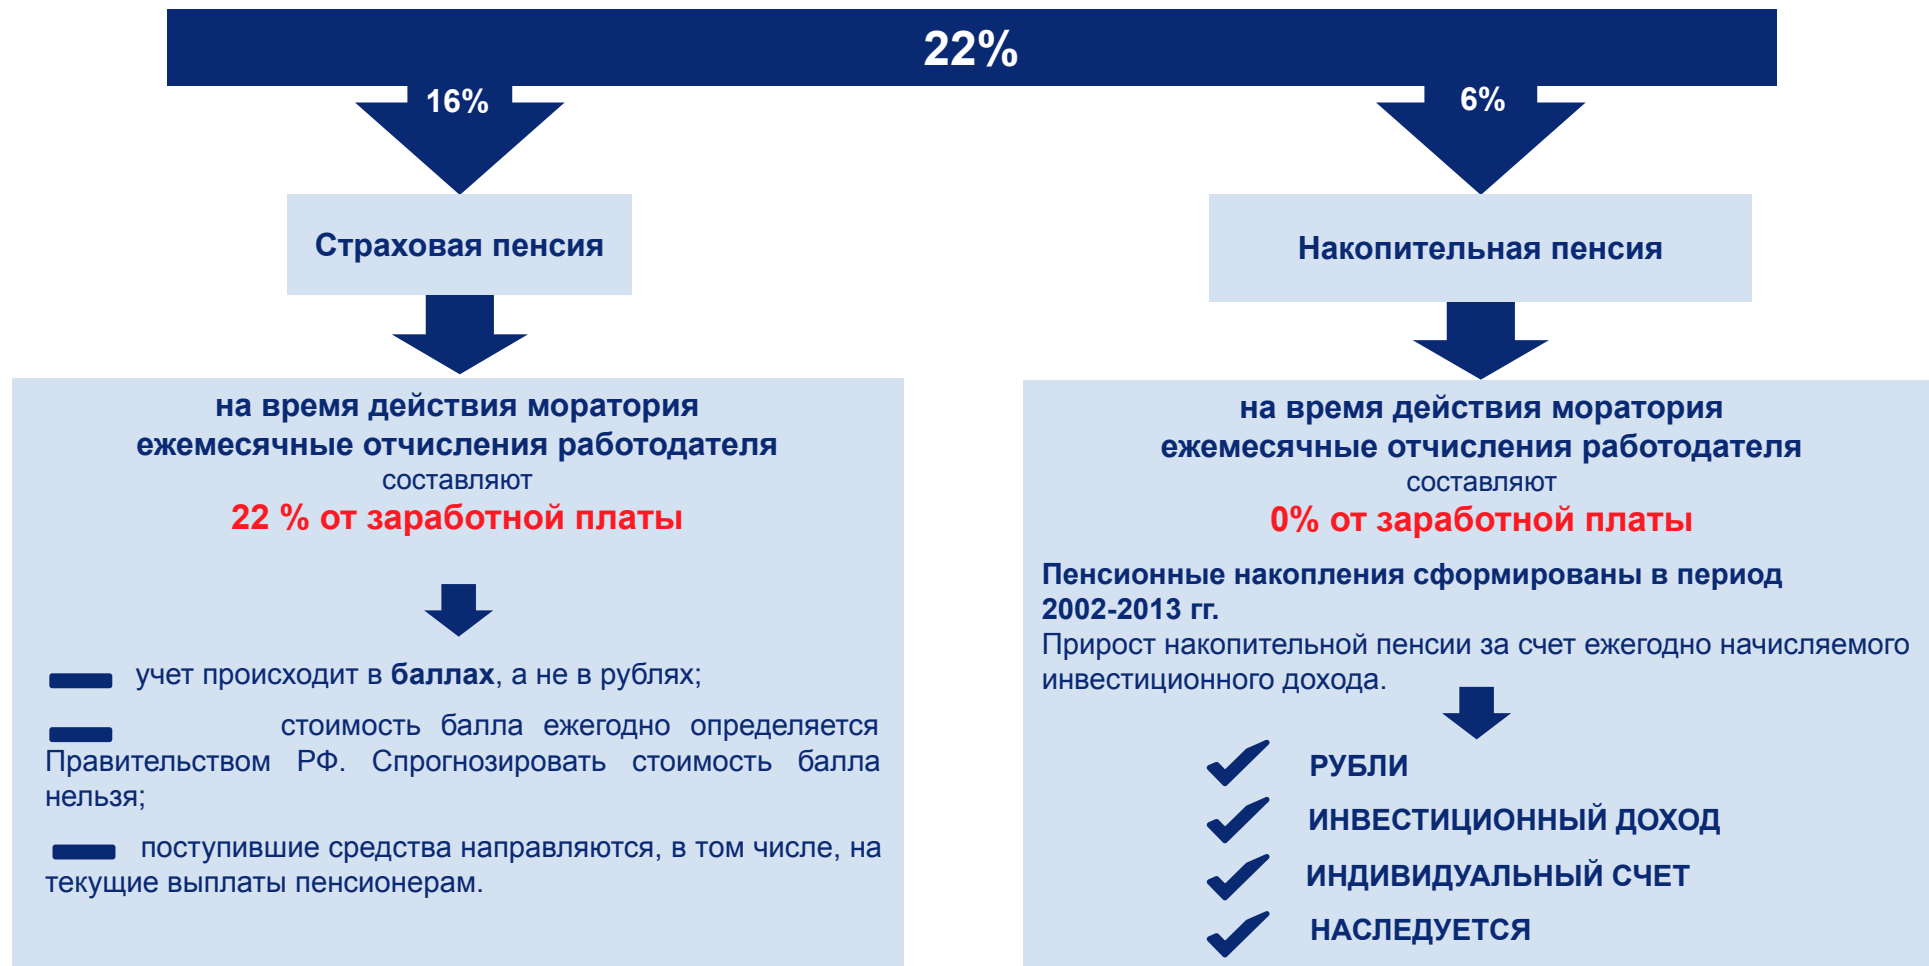 22%
16%
6%
Страховая пенсия
Накопительная пенсия
на время действия моратория
ежемесячные отчисления работодателя
составляют
22 % от заработной платы
учет происходит в баллах, а не в рублях;
стоимость балла ежегодно определяется
Правительством РФ. Спрогнозировать стоимость балла
нельзя;
поступившие средства направляются, в том числе, на
текущие выплаты пенсионерам.
на время действия моратория
ежемесячные отчисления работодателя
составляют
0% от заработной платы
Пенсионные накопления сформированы в период
2002-2013 гг.
Прирост накопительной пенсии за счет ежегодно начисляемого
инвестиционного дохода.
РУБЛИ
ИНВЕСТИЦИОННЫЙ ДОХОД
ИНДИВИДУАЛЬНЫЙ СЧЕТ
НАСЛЕДУЕТСЯ